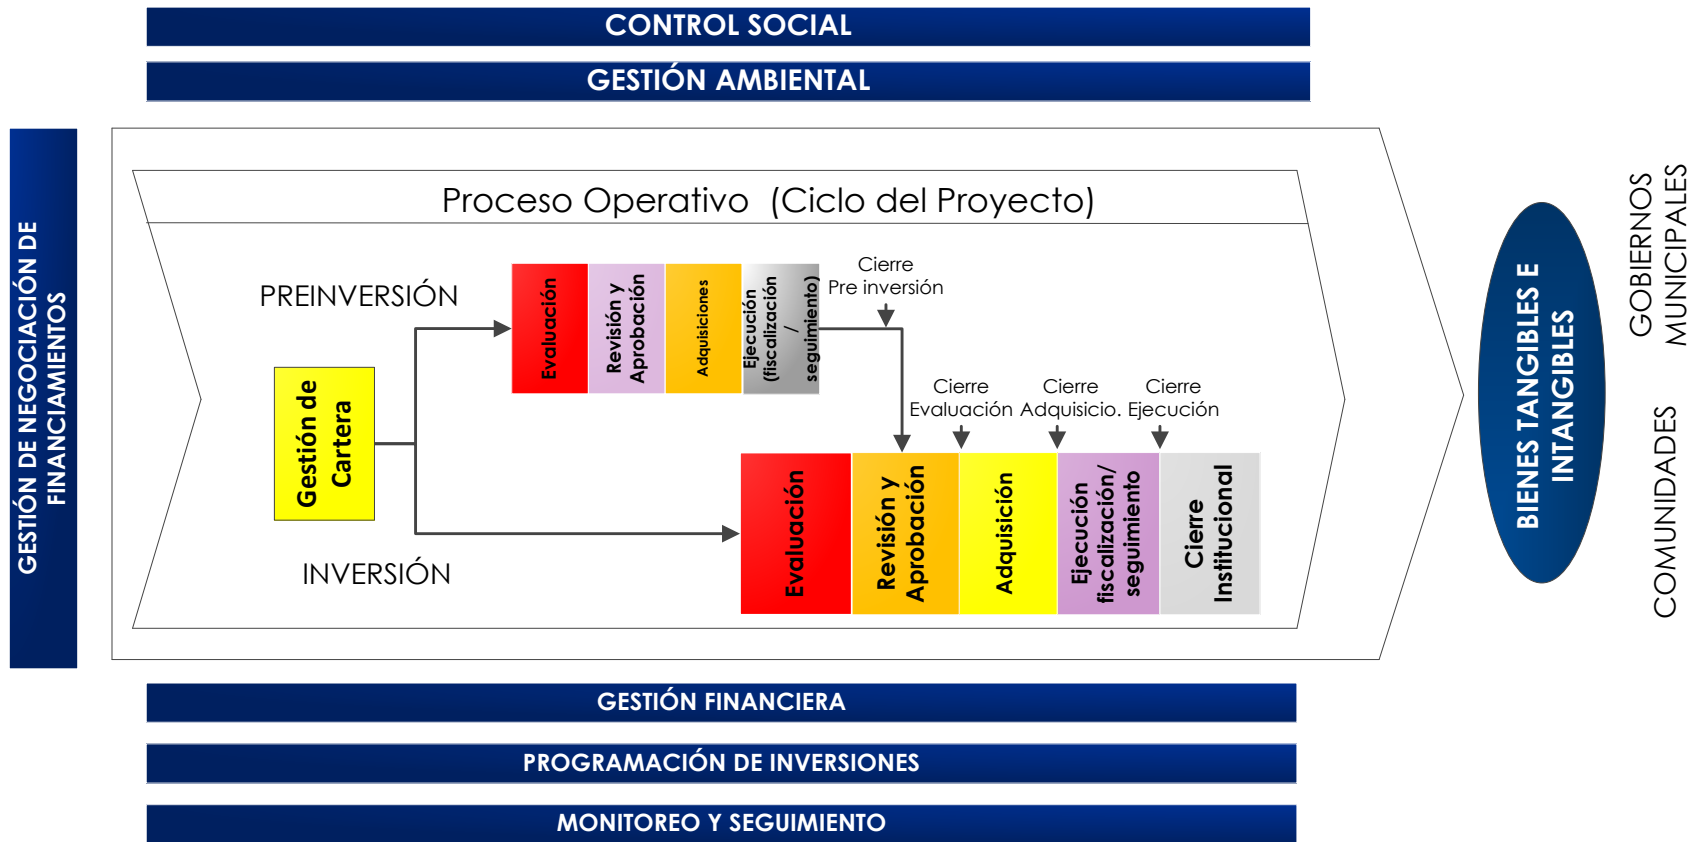 CONTROL SOCIAL
GESTIÓN AMBIENTAL
GESTIÓN DE NEGOCIACIÓN DE
FINANCIAMIENTOS
Proceso Operativo (Ciclo del Proyecto)
PREINVERSIÓN
Evaluación
Revisión y
Aprobación
Adquisiciones
Ejecución
(fiscalización
/
seguimiento)
Cierre
Pre inversión
Gestión de
Cartera
INVERSIÓN
Cierre
Evaluación
Cierre
Adquisicio.
Cierre
Ejecución
Evaluación
Revisión y
Aprobación
Adquisición
Ejecución
fiscalización/
seguimiento
Cierre
Institucional
BIENES TANGIBLES E
INTANGIBLES
GOBIERNOS
MUNICIPALES
COMUNIDADES
GESTIÓN FINANCIERA
PROGRAMACIÓN DE INVERSIONES
MONITOREO Y SEGUIMIENTO